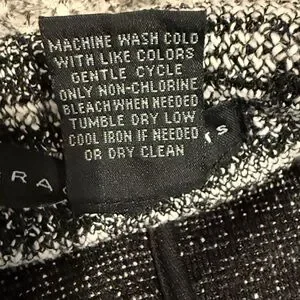 MACHINE WASH COLD
WITH LIKE COLORS
GENTLE CYCLE
ONLY NON-CHLORINE
BLEACH WHEN NEEDED
TUMBLE DRY LOW
COOL IRON IF NEEDED
OR DRY CLEAN